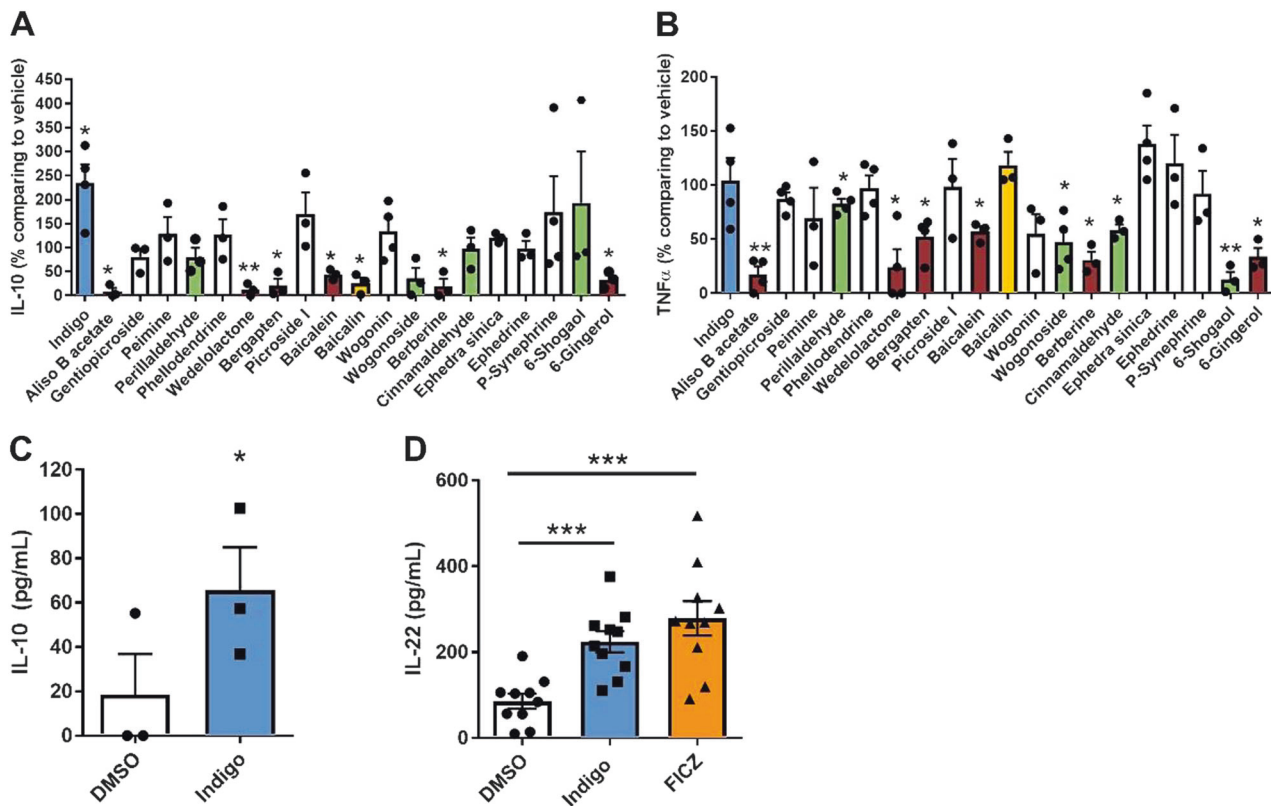 A
IL-10 (% comparing to vehicle)
450
400
350
300
250
200
150
100
50
0
*
*
**
*
*
*
*
*
Indigo
Aliso B acetate
Gentiopicroside
Peimine
Perillaldehyde
Phellodendrine
Wedelolactone
Bergapten
Picroside I
Baicalein
Baicalin
Wogonin
Wogonoside
Berberine
Cinnamaldehyde
Ephedra sinica
Ephedrine
P-Synephrine
6-Shogaol
6-Gingerol
B
TNFα (% comparing to vehicle)
200
150
100
50
0
**
*
*
*
*
*
*
*
**
*
Indigo
Aliso B acetate
Gentiopicroside
Peimine
Perillaldehyde
Phellodendrine
Wedelolactone
Bergapten
Picroside I
Baicalein
Baicalin
Wogonin
Wogonoside
Berberine
Cinnamaldehyde
Ephedra sinica
Ephedrine
P-Synephrine
6-Shogaol
6-Gingerol
C
IL-10 (pg/mL)
120
100
80
60
40
20
0
*
DMSO
Indigo
D
IL-22 (pg/mL)
600
400
200
0
***
***
DMSO
Indigo
FICZ